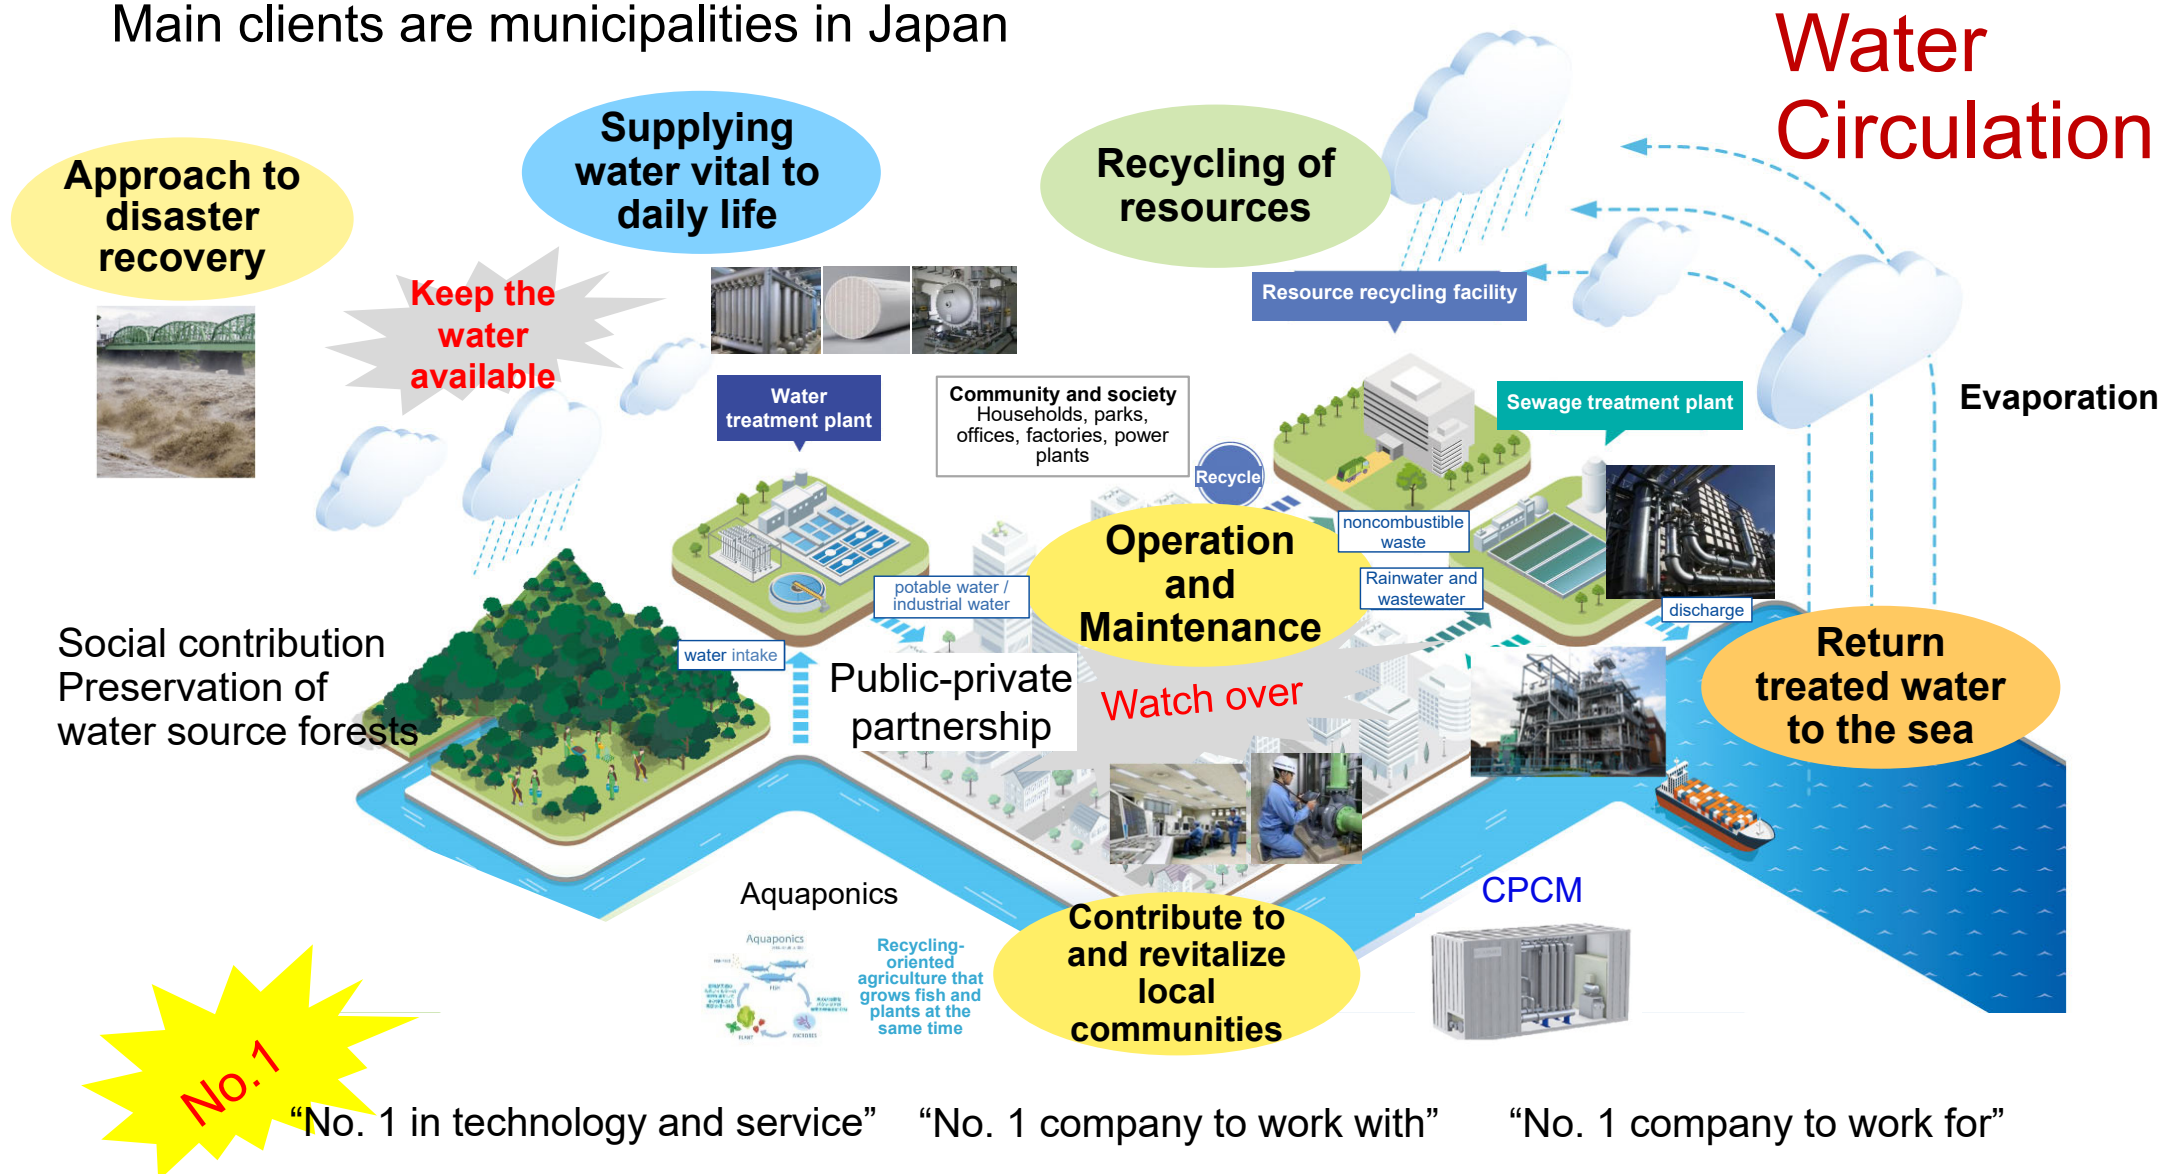 Main clients are municipalities in Japan
Water
Circulation
Approach to
disaster
recovery
Supplying
water vital to
daily life
Recycling of
resources
Keep the
water
available
Resource recycling facility
Water
treatment plant
Community and society
Households, parks,
offices, factories, power
plants
Sewage treatment plant
Evaporation
Recycle
Operation
and
Maintenance
noncombustible
waste
Rainwater and
wastewater
potable water /
industrial water
discharge
water intake
Social contribution
Preservation of
water source forests
Public-private
partnership
Watch over
Return
treated water
to the sea
Aquaponics
Aquaponics
FISH
PLANT
MICROBES
Recycling-
oriented
agriculture that
grows fish and
plants at the
same time
Contribute to
and revitalize
local
communities
CPCM
No.1
“No. 1 in technology and service”
“No. 1 company to work with”
“No. 1 company to work for”